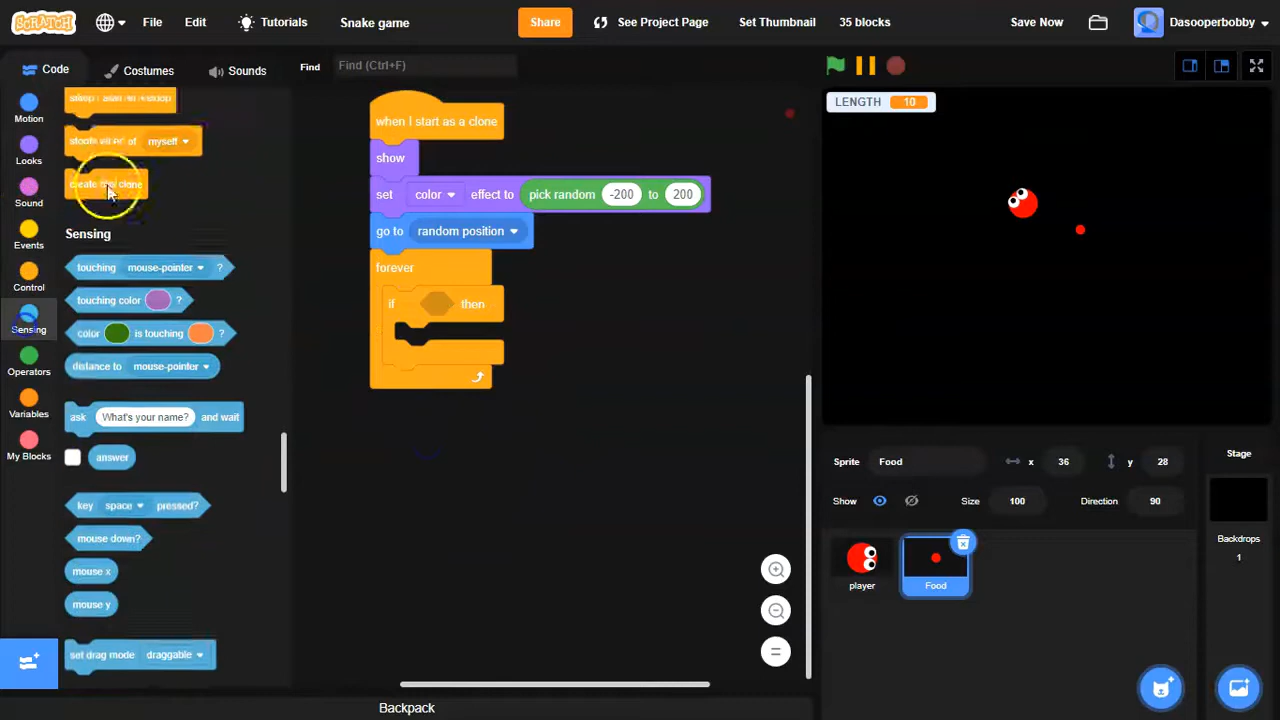 SCRATCH File Edit Tutorials Snake game Share See Project Page Set Thumbnail 35 blocks Save Now Dasooperbobby
Code Costumes Sounds Find Find (Ctrl+F)
Motion
Looks
Sound
Events
Control
Sensing
Operators
Variables
My Blocks
of myself
clone
Sensing
touching mouse-pointer ?
touching color ?
color is touching ?
distance to mouse-pointer
ask What's your name? and wait
answer
key space pressed?
mouse down?
mouse x
mouse y
set drag mode draggable
when I start as a clone
show
set color effect to pick random -200 to 200
go to random position
forever
if then
LENGTH 10
Sprite Food x 36 y 28
Show Size 100 Direction 90
player
Food
Stage
Backdrops
1
Backpack